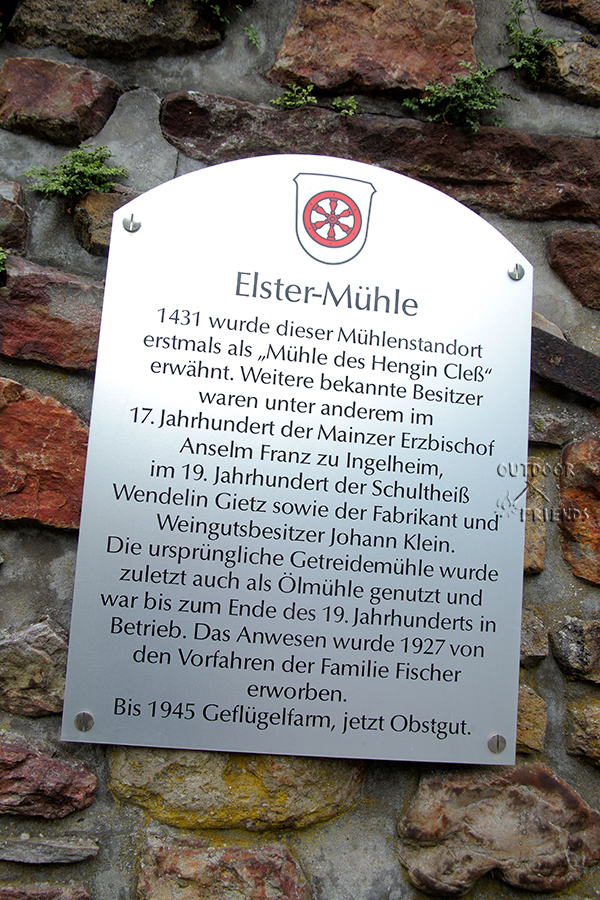 Elster-Mühle
1431 wurde dieser Mühlenstandort
erstmals als „Mühle des Hengin Cleß“
erwähnt. Weitere bekannte Besitzer
waren unter anderem im
17. Jahrhundert der Mainzer Erzbischof
Anselm Franz zu Ingelheim,
im 19. Jahrhundert der Schultheiß
Wendelin Gietz sowie der Fabrikant und
Weingutsbesitzer Johann Klein.
Die ursprüngliche Getreidemühle wurde
zuletzt auch als Ölmühle genutzt und
war bis zum Ende des 19. Jahrhunderts in
Betrieb. Das Anwesen wurde 1927 von
den Vorfahren der Familie Fischer
erworben.
Bis 1945 Geflügelfarm, jetzt Obstgut.
OUTDOOR
FRIENDS